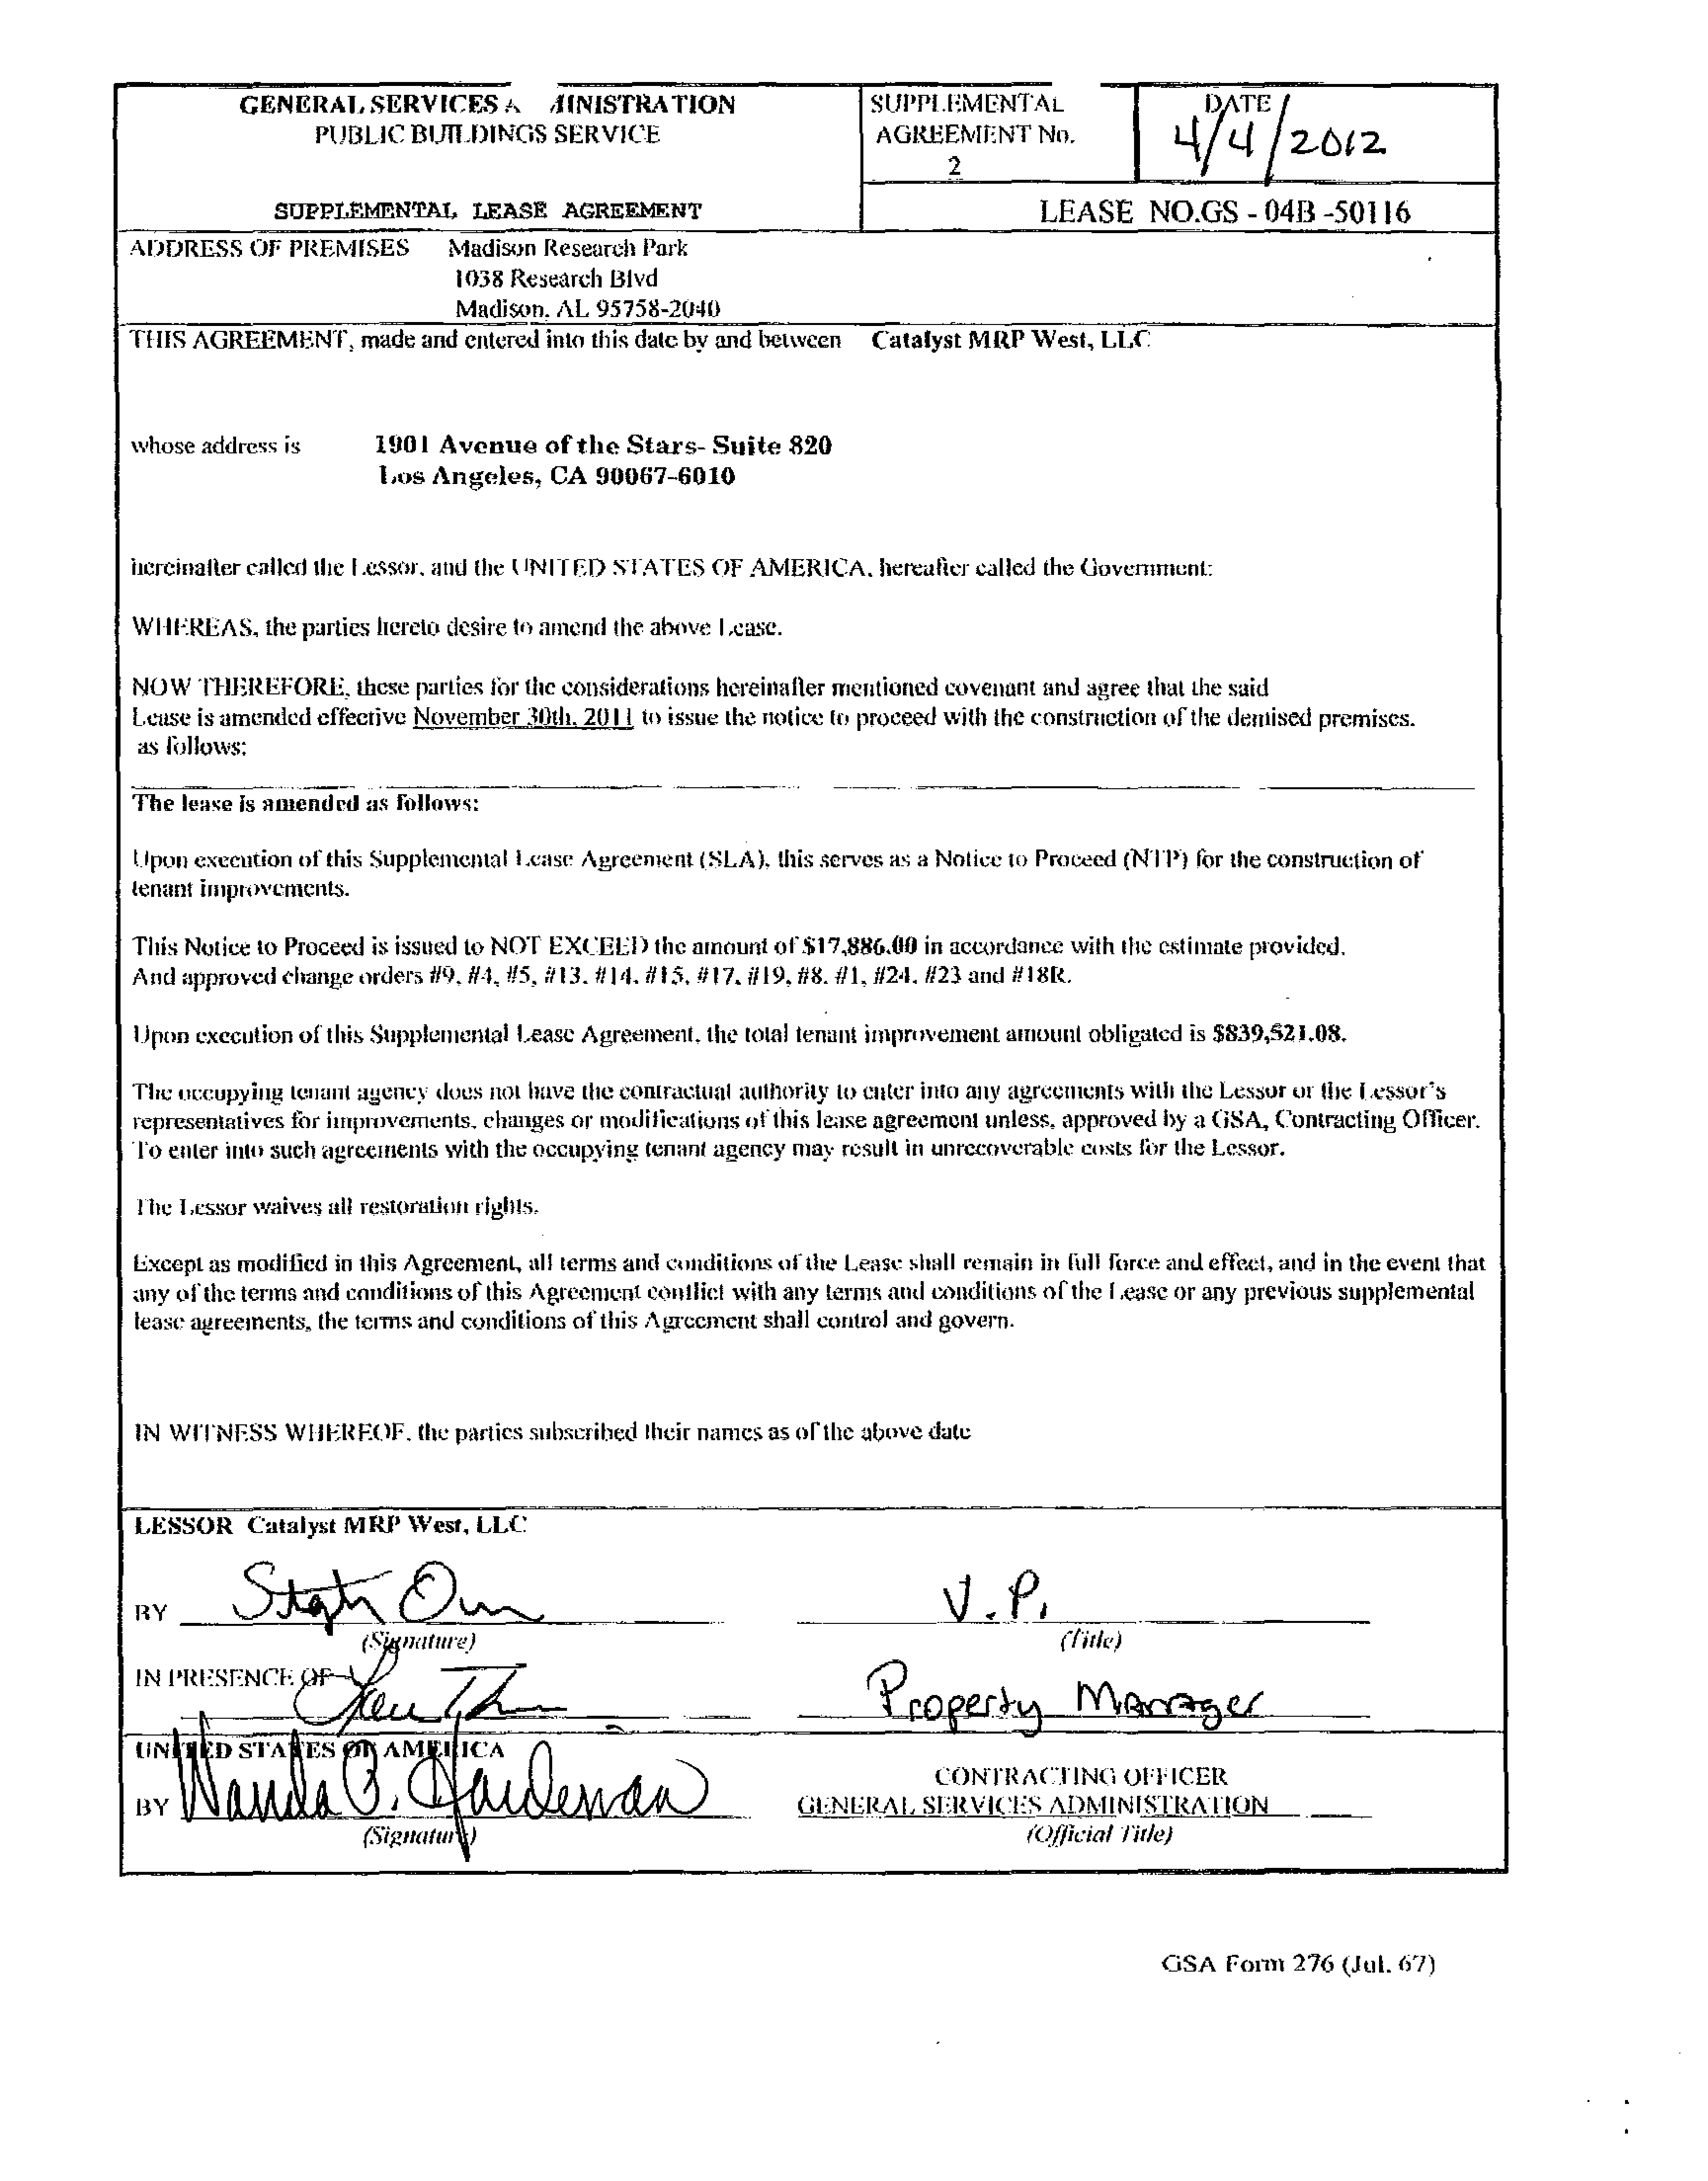 GENERAL SERVICES A MINISTRATION
PUBLIC BUILDINGS SERVICE
SUPPLEMENTAL LEASE AGREEMENT
SUPPLEMENTAL
AGREEMENT No.
2
DATE
4/4/2012
LEASE NO.GS - 04B -50116
ADDRESS OF PREMISES Madison Research Park
1038 Research Blvd
Madison, AL 95758-2040
THIS AGREEMENT, made and entered into this date by and between Catalyst MRP West, LLC
whose address is 1901 Avenue of the Stars- Suite 820
Los Angeles, CA 90067-6010
hereinafter called the Lessor, and the UNITED STATES OF AMERICA, hereafter called the Government:
WHEREAS, the parties hereto desire to amend the above Lease.
NOW THEREFORE, these parties for the considerations hereinafter mentioned covenant and agree that the said
Lease is amended effective November 30th, 2011 to issue the notice to proceed with the construction of the demised premises.
as follows:
The lease is amended as follows:
Upon execution of this Supplemental Lease Agreement (SLA), this serves as a Notice to Proceed (NTP) for the construction of
tenant improvements.
This Notice to Proceed is issued to NOT EXCEED the amount of $17,886.00 in accordance with the estimate provided.
And approved change orders #9, #4, #5, #13, #14, #15, #17, #19, #8, #1, #24, #23 and #18R.
Upon execution of this Supplemental Lease Agreement, the total tenant improvement amount obligated is $839,521.08.
The occupying tenant agency does not have the contractual authority to enter into any agreements with the Lessor or the Lessor's
representatives for improvements, changes or modifications of this lease agreement unless, approved by a GSA, Contracting Officer.
To enter into such agreements with the occupying tenant agency may result in unrecoverable costs for the Lessor.
The Lessor waives all restoration rights.
Except as modified in this Agreement, all terms and conditions of the Lease shall remain in full force and effect, and in the event that
any of the terms and conditions of this Agreement conflict with any terms and conditions of the Lease or any previous supplemental
lease agreements, the terms and conditions of this Agreement shall control and govern.
IN WITNESS WHEREOF, the parties subscribed their names as of the above date
LESSOR Catalyst MRP West, LLC
BY V.P.
(Signature) (Title)
IN PRESENCE OF Property Manager
UNITED STATES OF AMERICA
BY Wanda B. Hardeman
CONTRACTING OFFICER
GENERAL SERVICES ADMINISTRATION
(Signature) (Official Title)
GSA Form 276 (Jul. 67)